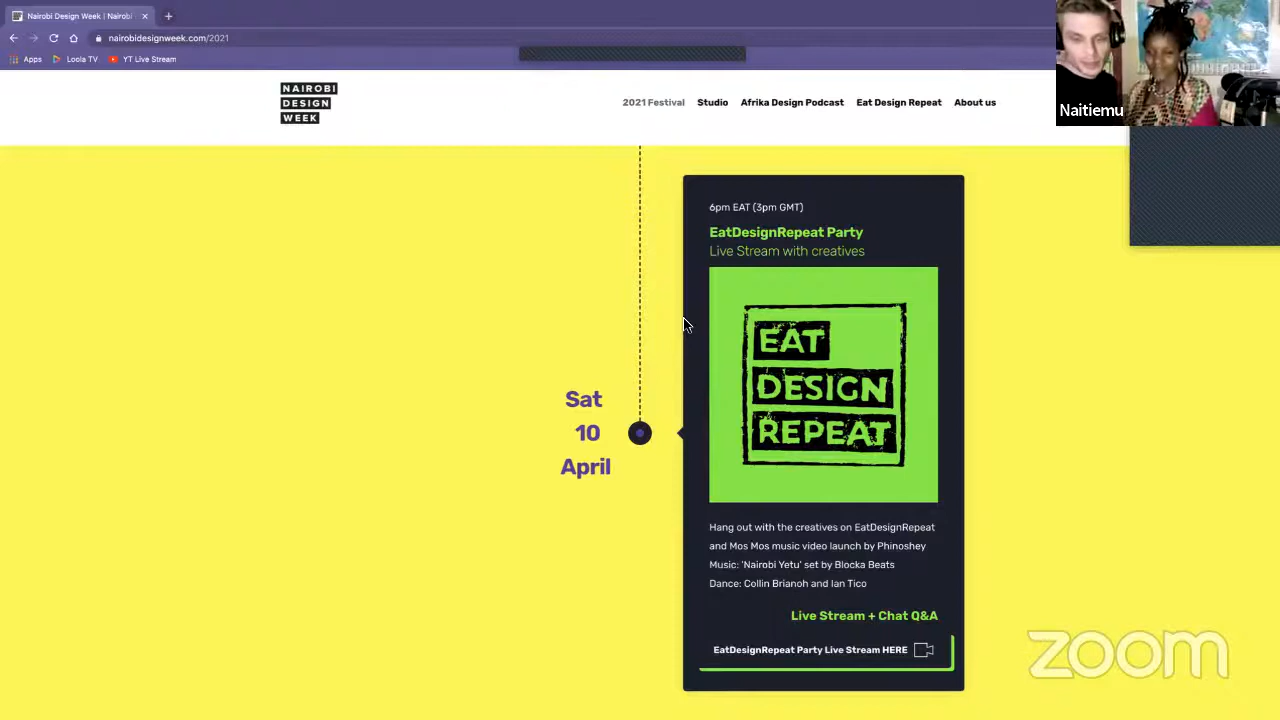 Nairobi Design Week | Nairobi
nairobidesignweek.com/2021
Apps
Loola TV
YT Live Stream
NAIROBI
DESIGN
WEEK
2021 Festival
Studio
Afrika Design Podcast
Eat Design Repeat
About us
Naitiemu
6pm EAT (3pm GMT)
EatDesignRepeat Party
Live Stream with creatives
EAT
DESIGN
REPEAT
Sat
10
April
Hang out with the creatives on EatDesignRepeat
and Mos Mos music video launch by Phinoshey
Music: 'Nairobi Yetu' set by Blocka Beats
Dance: Collin Brianoh and Ian Tico
Live Stream + Chat Q&A
EatDesignRepeat Party Live Stream HERE
zoom